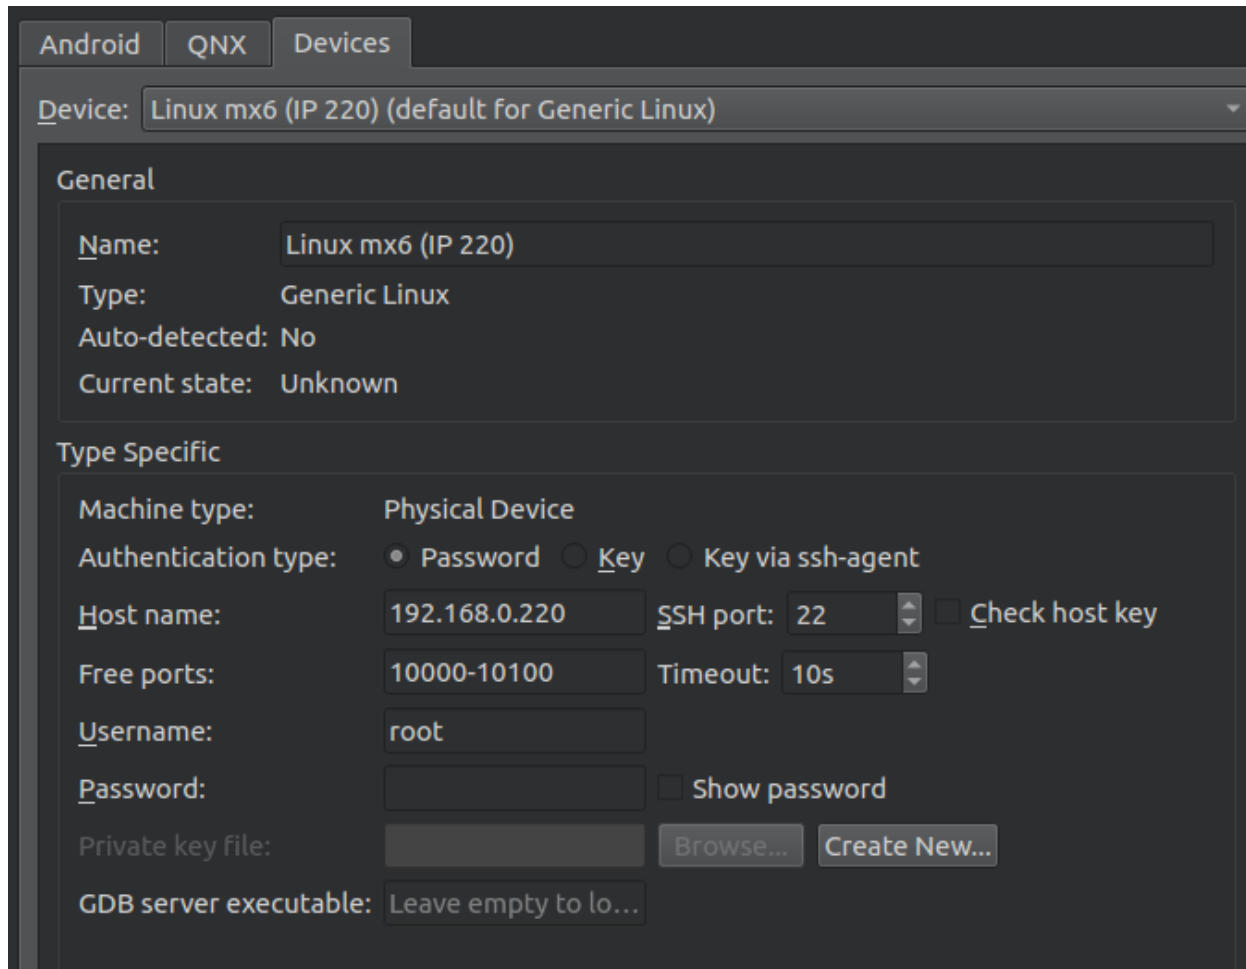 Android QNX Devices
Device: Linux mx6 (IP 220) (default for Generic Linux)
General
Name: Linux mx6 (IP 220)
Type: Generic Linux
Auto-detected: No
Current state: Unknown
Type Specific
Machine type: Physical Device
Authentication type: Password Key Key via ssh-agent
Host name: 192.168.0.220 SSH port: 22 Check host key
Free ports: 10000-10100 Timeout: 10s
Username: root
Password: Show password
Private key file: Browse... Create New...
GDB server executable: Leave empty to lo...